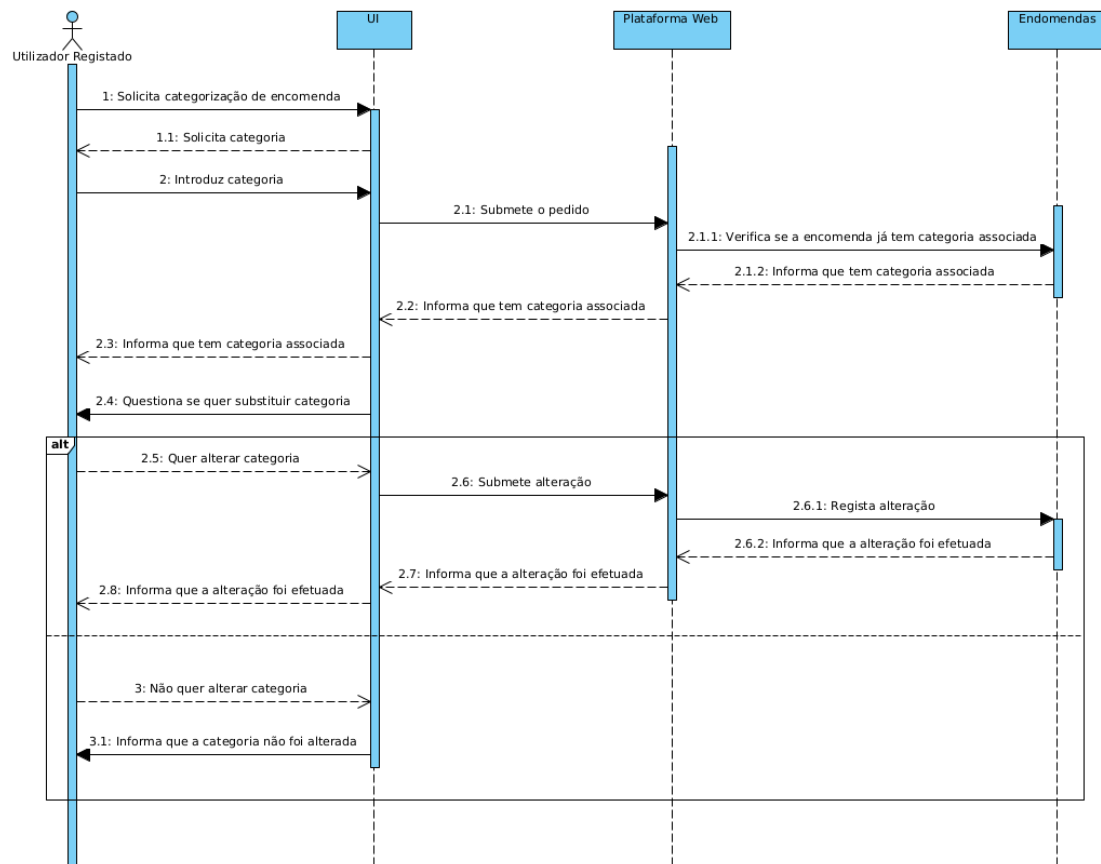 UI
Plataforma Web
Endomendas
Utilizador Registado
1: Solicita categorização de encomenda
1.1: Solicita categoria
2: Introduz categoria
2.1: Submete o pedido
2.1.1: Verifica se a encomenda já tem categoria associada
2.1.2: Informa que tem categoria associada
2.2: Informa que tem categoria associada
2.3: Informa que tem categoria associada
2.4: Questiona se quer substituir categoria
alt
2.5: Quer alterar categoria
2.6: Submete alteração
2.6.1: Regista alteração
2.6.2: Informa que a alteração foi efetuada
2.7: Informa que a alteração foi efetuada
2.8: Informa que a alteração foi efetuada
3: Não quer alterar categoria
3.1: Informa que a categoria não foi alterada